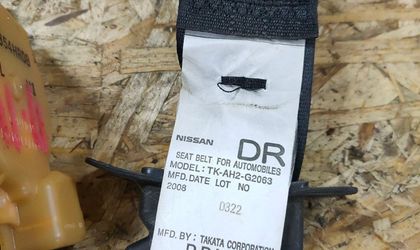 NISSAN DR
SEAT BELT FOR AUTOMOBILES
MODEL: TK-AH2-G2063
MFD.DATE LOT NO
2008
0322
MFD BY: TAKATA CORPORATION